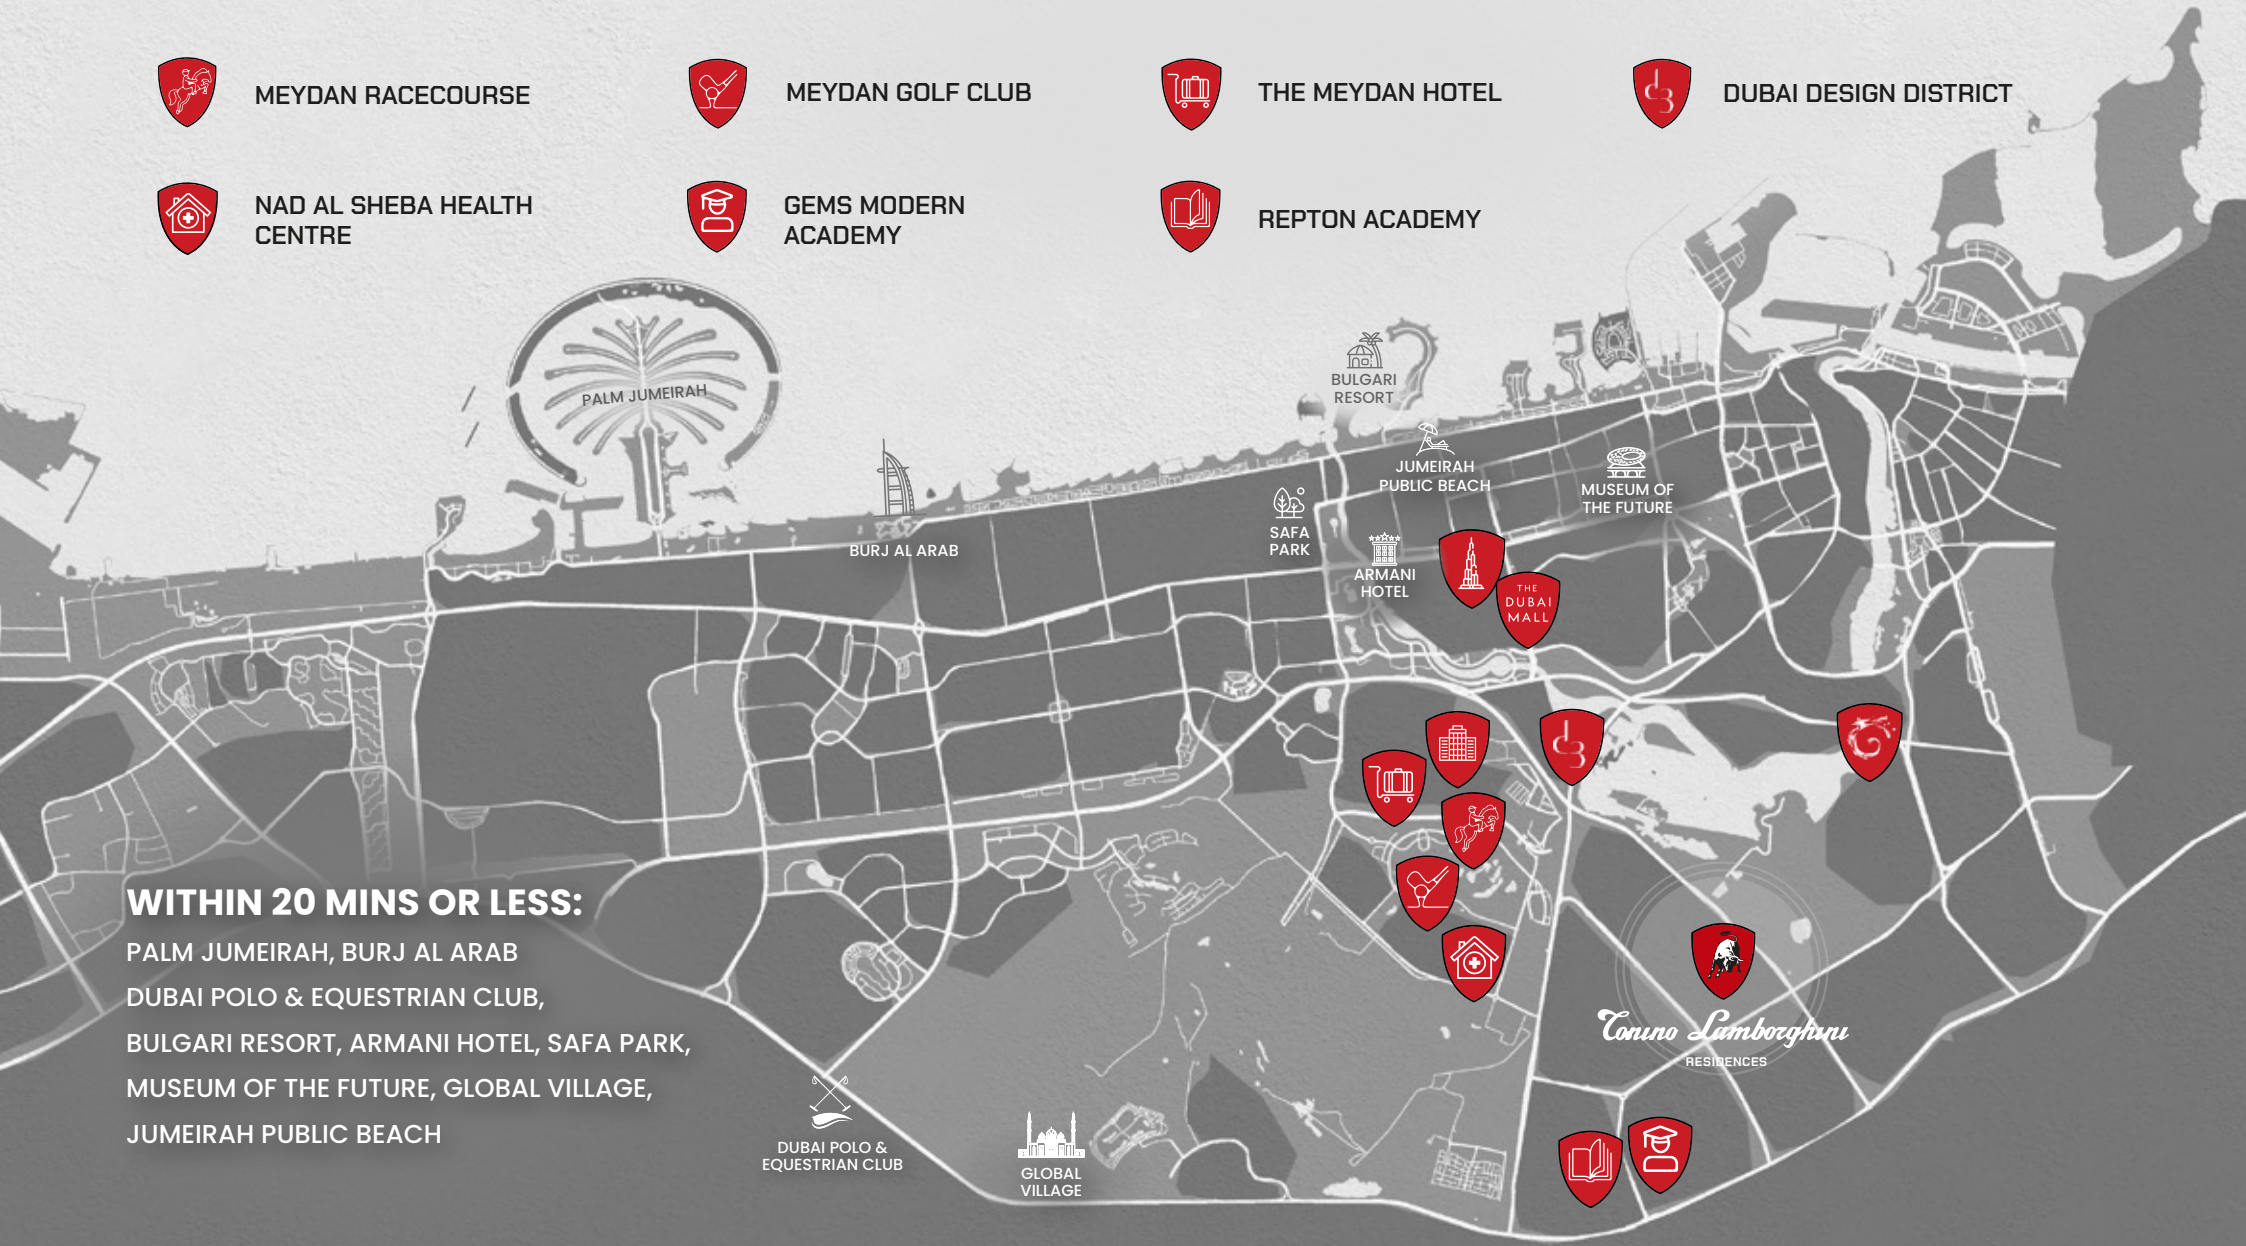 MEYDAN RACECOURSE
MEYDAN GOLF CLUB
THE MEYDAN HOTEL
d3
DUBAI DESIGN DISTRICT
NAD AL SHEBA HEALTH
CENTRE
GEMS MODERN
ACADEMY
REPTON ACADEMY
PALM JUMEIRAH
BULGARI
RESORT
JUMEIRAH
PUBLIC BEACH
MUSEUM OF
THE FUTURE
SAFA
PARK
BURJ AL ARAB
ARMANI
HOTEL
THE
DUBAI
MALL
d3
WITHIN 20 MINS OR LESS:
PALM JUMEIRAH, BURJ AL ARAB
DUBAI POLO & EQUESTRIAN CLUB,
BULGARI RESORT, ARMANI HOTEL, SAFA PARK,
MUSEUM OF THE FUTURE, GLOBAL VILLAGE,
JUMEIRAH PUBLIC BEACH
Tonino Lamborghini
RESIDENCES
DUBAI POLO &
EQUESTRIAN CLUB
GLOBAL
VILLAGE